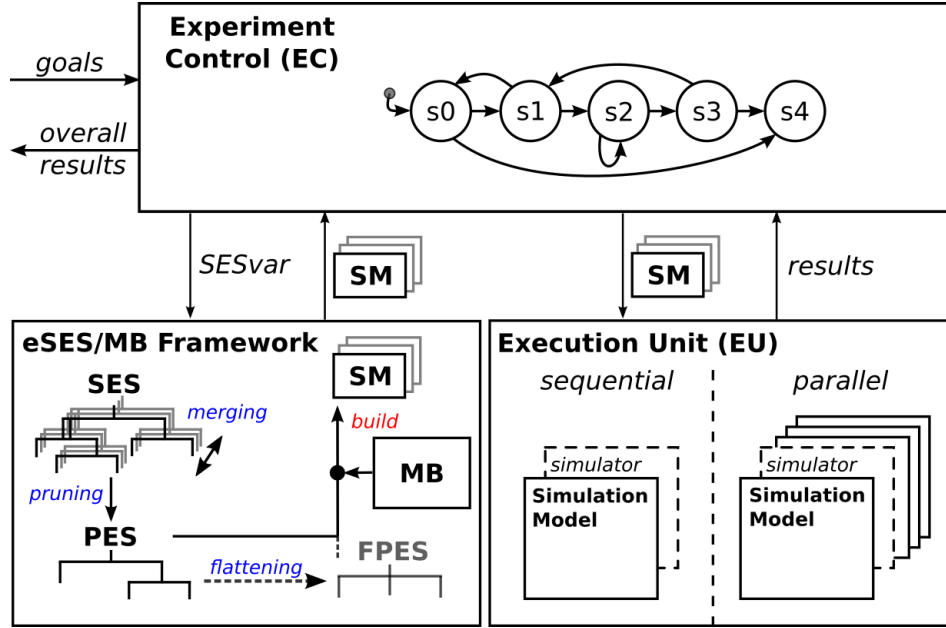 Experiment
Control (EC)
goals
overall
results
s0
s1
s2
s3
s4
SESvar
SM
SM
results
eSES/MB Framework
SES
merging
pruning
PES
flattening
FPES
SM
build
MB
Execution Unit (EU)
sequential
parallel
simulator
Simulation
Model
simulator
Simulation
Model